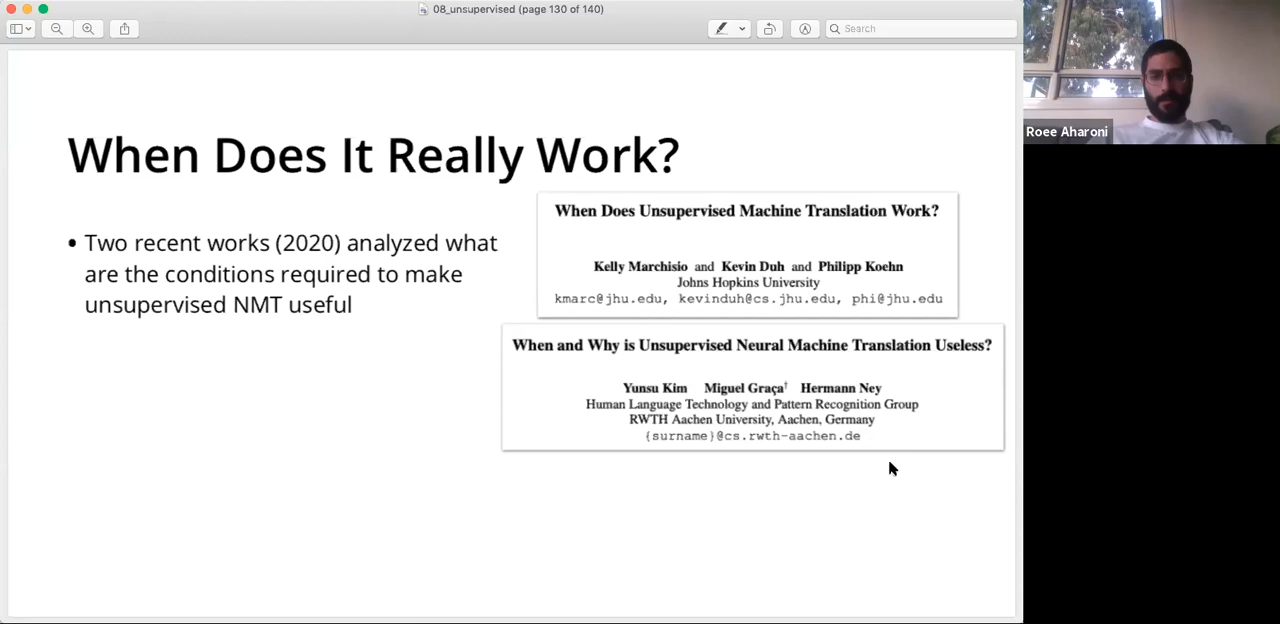 08_unsupervised (page 130 of 140)
Search
When Does It Really Work?
• Two recent works (2020) analyzed what
are the conditions required to make
unsupervised NMT useful
When Does Unsupervised Machine Translation Work?
Kelly Marchisio and Kevin Duh and Philipp Koehn
Johns Hopkins University
kmarc@jhu.edu, kevinduh@cs.jhu.edu, phi@jhu.edu
When and Why is Unsupervised Neural Machine Translation Useless?
Yunsu Kim Miguel Graça† Hermann Ney
Human Language Technology and Pattern Recognition Group
RWTH Aachen University, Aachen, Germany
{surname}@cs.rwth-aachen.de
Roee Aharoni